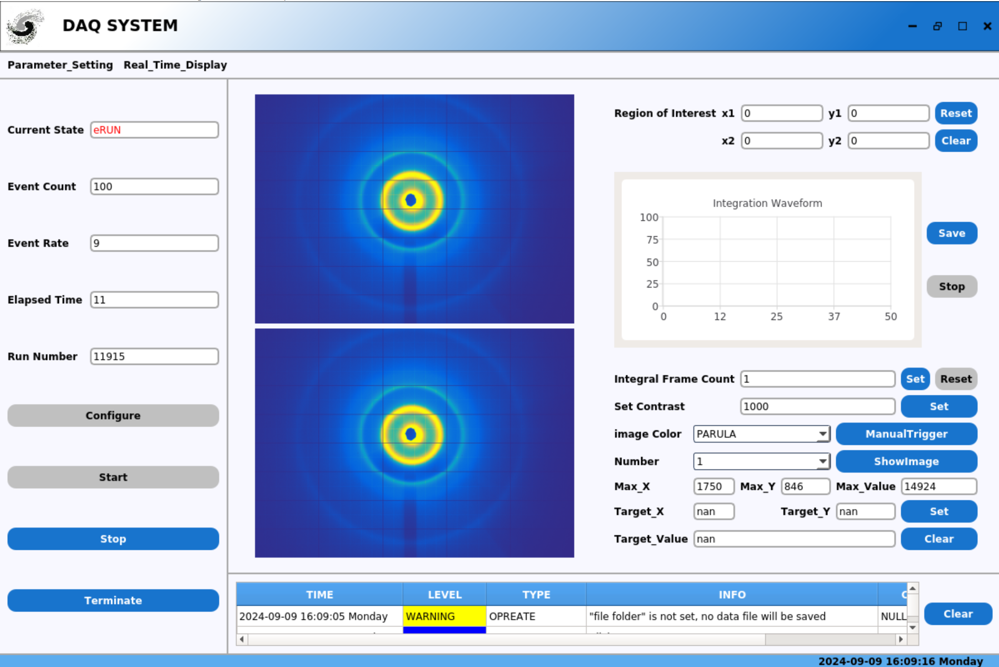 DAQ SYSTEM
Parameter_Setting Real_Time_Display
Current State eRUN
Event Count 100
Event Rate 9
Elapsed Time 11
Run Number 11915
Configure
Start
Stop
Terminate
Region of Interest x1 0 y1 0 Reset
x2 0 y2 0 Clear
Integration Waveform
100
75
50
25
0
0 12 25 37 50
Save
Stop
Integral Frame Count 1 Set Reset
Set Contrast 1000 Set
image Color PARULA ManualTrigger
Number 1 ShowImage
Max_X 1750 Max_Y 846 Max_Value 14924
Target_X nan Target_Y nan Set
Target_Value nan Clear
TIME LEVEL TYPE INFO
2024-09-09 16:09:05 Monday WARNING OPREATE "file folder" is not set, no data file will be saved NULL
Clear
2024-09-09 16:09:16 Monday